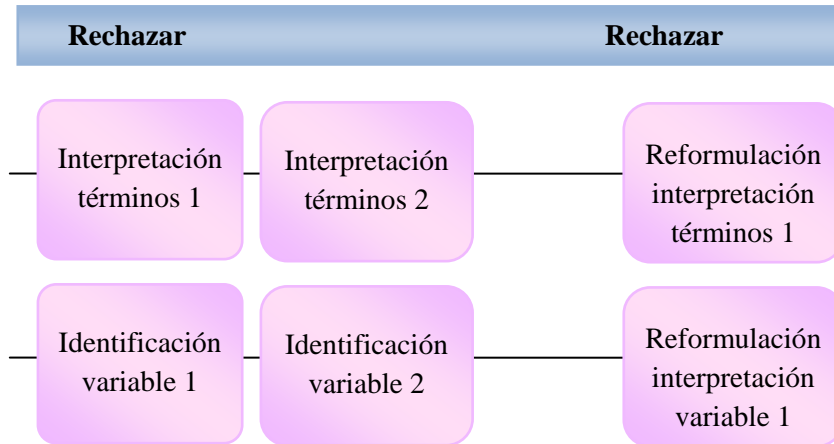 Rechazar Rechazar
Interpretación
términos 1
Interpretación
términos 2
Reformulación
interpretación
términos 1
Identificación
variable 1
Identificación
variable 2
Reformulación
interpretación
variable 1